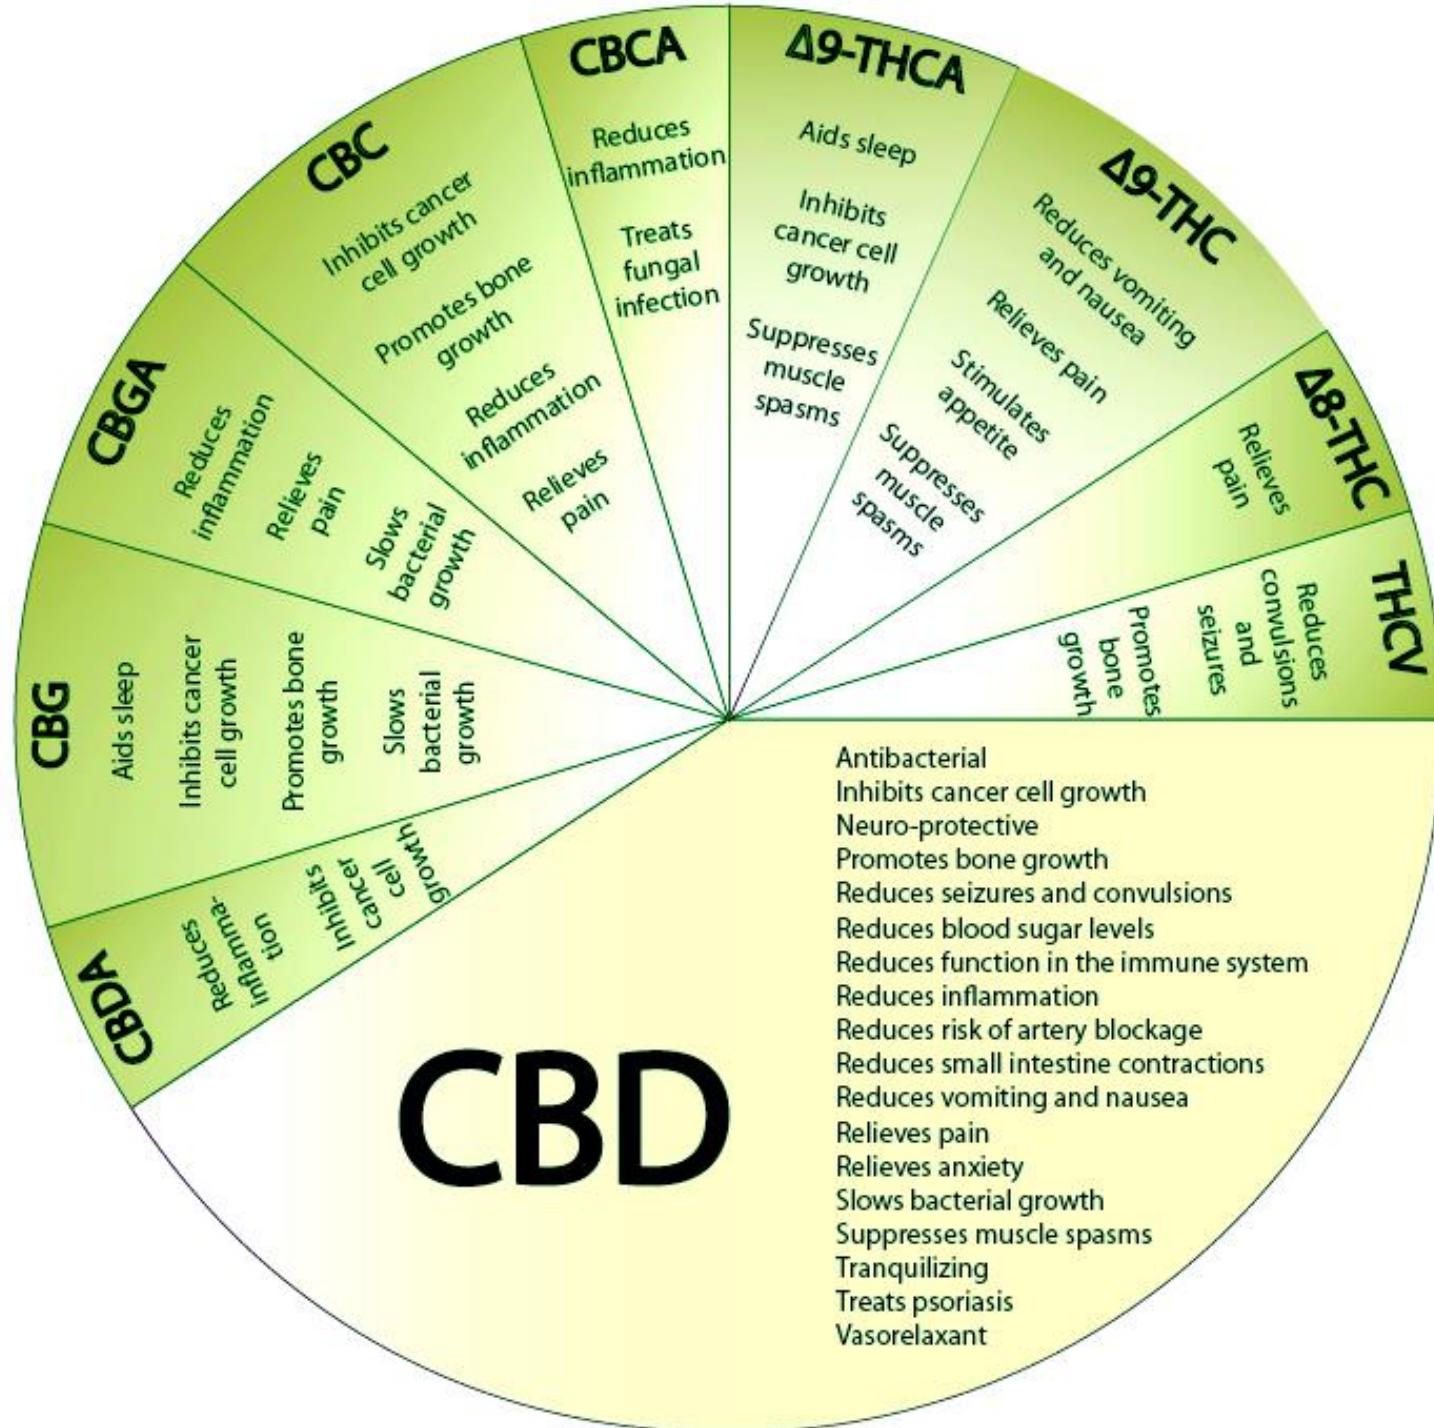 CBCA
Reduces
inflammation
Treats
fungal
infection
Δ9-THCA
Aids sleep
Inhibits
cancer cell
growth
Suppresses
muscle
spasms
Δ9-THC
Reduces vomiting
and nausea
Relieves pain
Stimulates
appetite
Suppresses
muscle
spasms
Δ8-THC
Relieves
pain
THCV
Reduces
convulsions
and
seizures
Promotes
bone
growth
CBD
Antibacterial
Inhibits cancer cell growth
Neuro-protective
Promotes bone growth
Reduces seizures and convulsions
Reduces blood sugar levels
Reduces function in the immune system
Reduces inflammation
Reduces risk of artery blockage
Reduces small intestine contractions
Reduces vomiting and nausea
Relieves pain
Relieves anxiety
Slows bacterial growth
Suppresses muscle spasms
Tranquilizing
Treats psoriasis
Vasorelaxant
CBDA
Reduces
inflamma-
tion
Inhibits
cancer
cell
growth
CBG
Aids sleep
Inhibits cancer
cell growth
Promotes bone
growth
Slows
bacterial
growth
CBGA
Reduces
inflammation
Relieves
pain
Slows
bacterial
growth
CBC
Inhibits cancer
cell growth
Promotes bone
growth
Reduces
inflammation
Relieves
pain